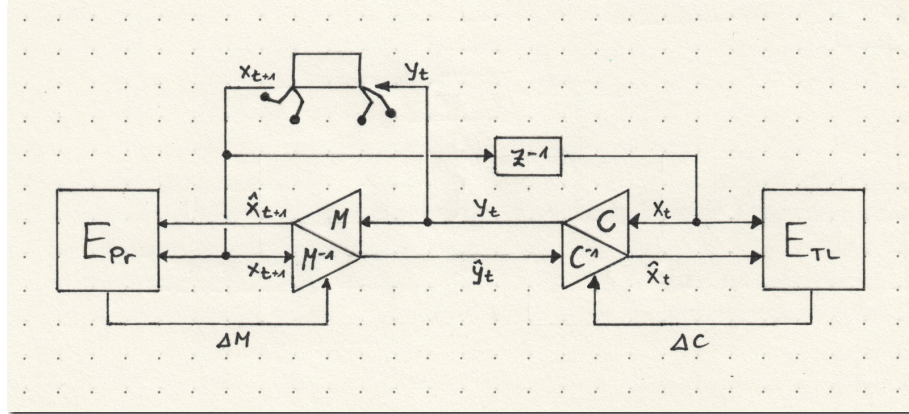 x_{t+1} y_t
z^{-1}
x̂_{t+1} M y_t C x_t
E_{Pr} E_{TL}
x_{t+1} M^{-1} ŷ_t C^{-1} x̂_t
ΔM ΔC